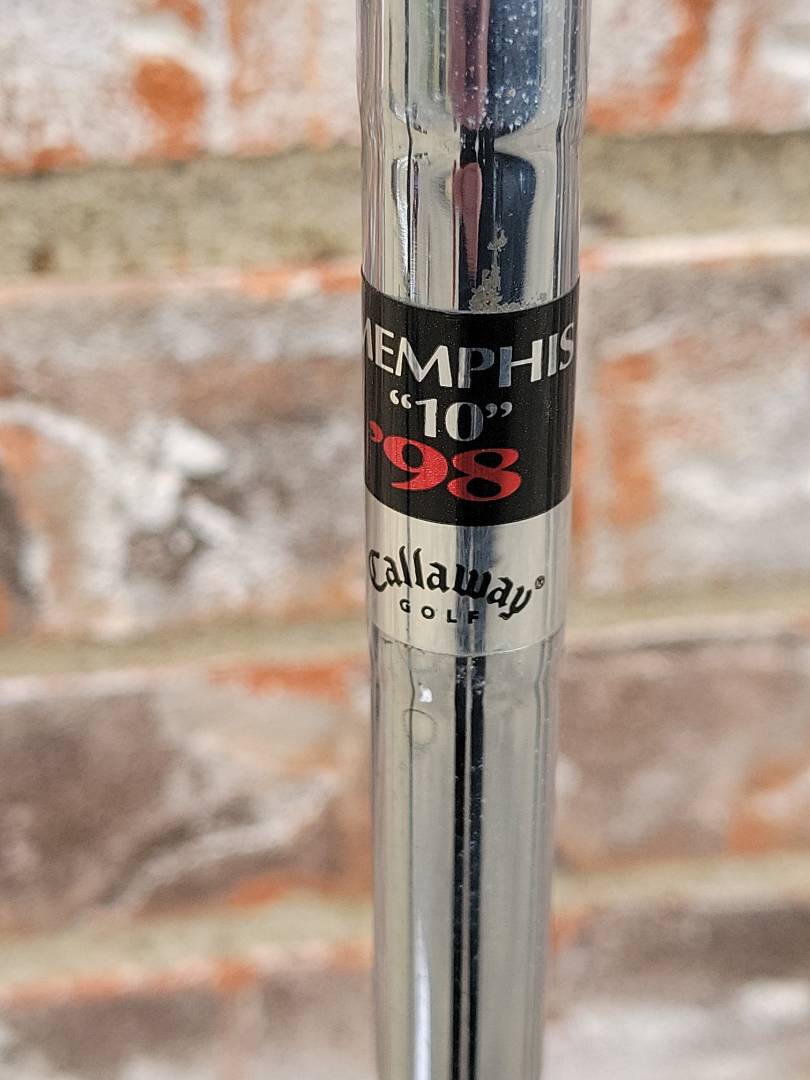 MEMPHIS
“10”
’98
Callaway®
GOLF